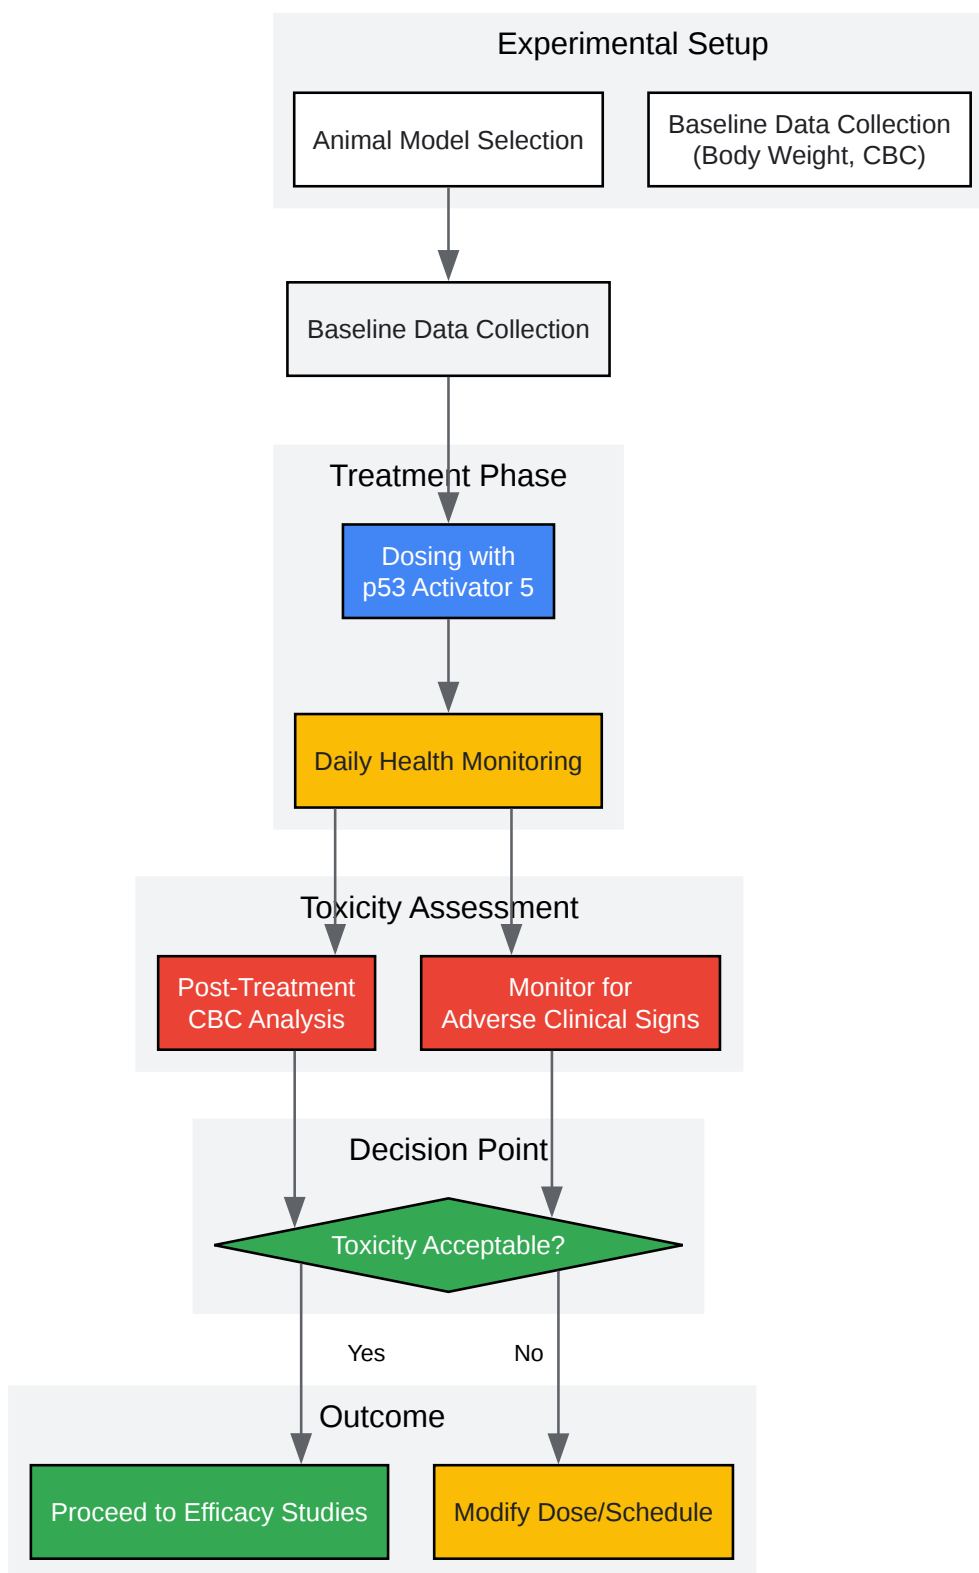 Experimental Setup
Animal Model Selection
Baseline Data Collection
(Body Weight, CBC)
Baseline Data Collection
Treatment Phase
Dosing with
p53 Activator 5
Daily Health Monitoring
Toxicity Assessment
Post-Treatment
CBC Analysis
Monitor for
Adverse Clinical Signs
Decision Point
Toxicity Acceptable?
Yes
No
Outcome
Proceed to Efficacy Studies
Modify Dose/Schedule